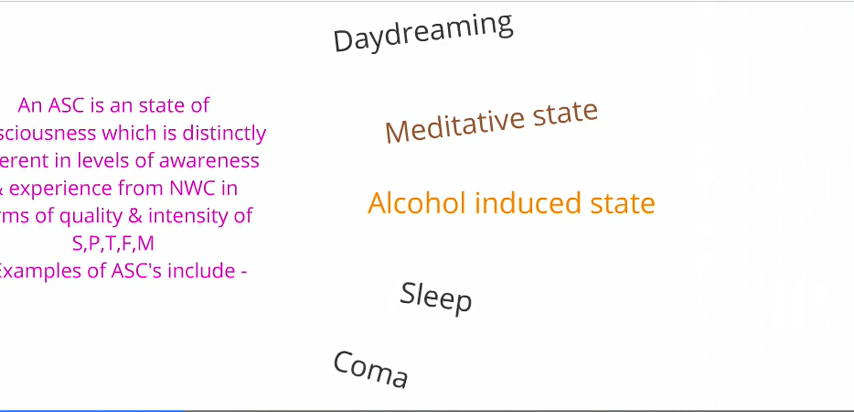 Daydreaming
An ASC is an state of
sciousness which is distinctly
erent in levels of awareness
& experience from NWC in
rms of quality & intensity of
S,P,T,F,M
Examples of ASC's include -
Meditative state
Alcohol induced state
Sleep
Coma